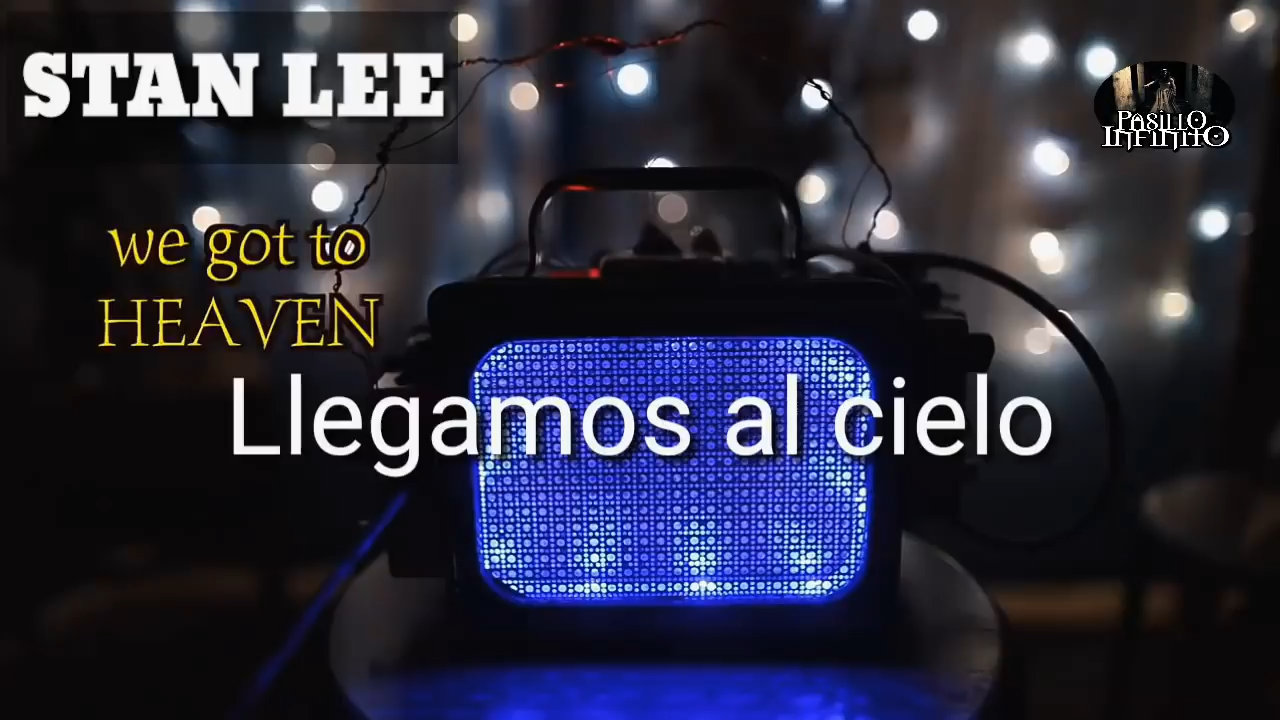 STAN LEE
PASILLO
INFINITO
we got to
HEAVEN
Llegamos al cielo